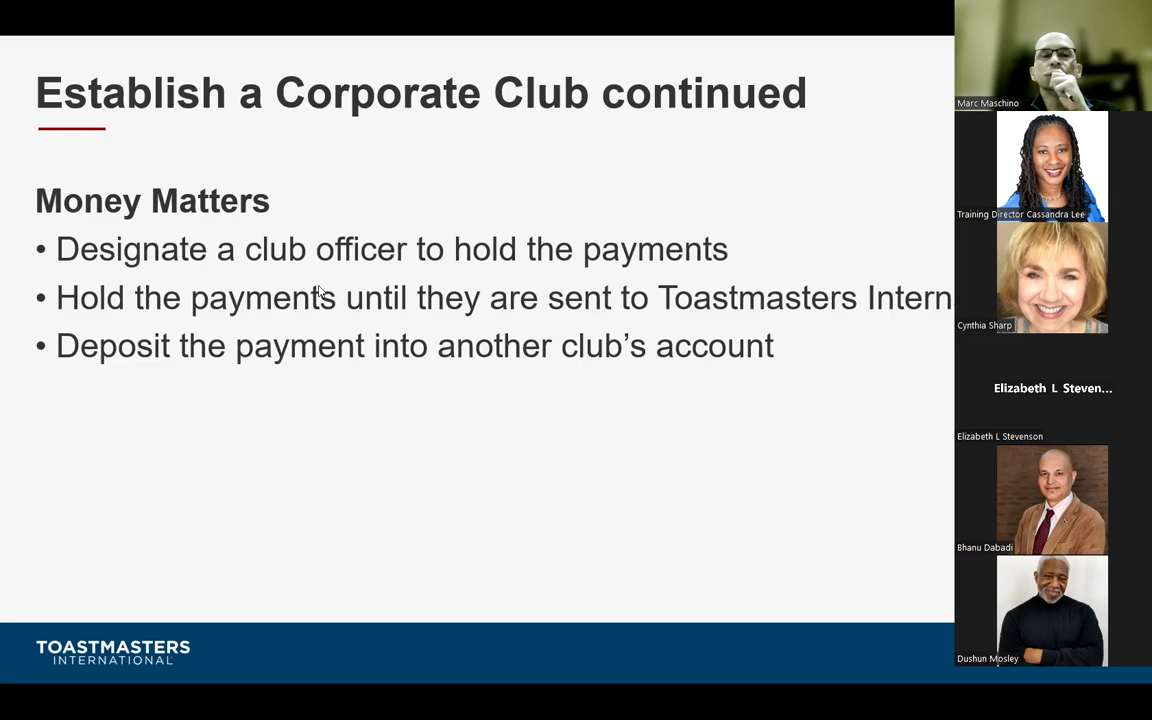 Establish a Corporate Club continued
Money Matters
• Designate a club officer to hold the payments
• Hold the payments until they are sent to Toastmasters Intern
• Deposit the payment into another club’s account
TOASTMASTERS
INTERNATIONAL
Marc Maschino
Training Director Cassandra Lee
Cynthia Sharp
Elizabeth L Steven...
Elizabeth L Stevenson
Bhanu Dabadi
Dushun Mosley